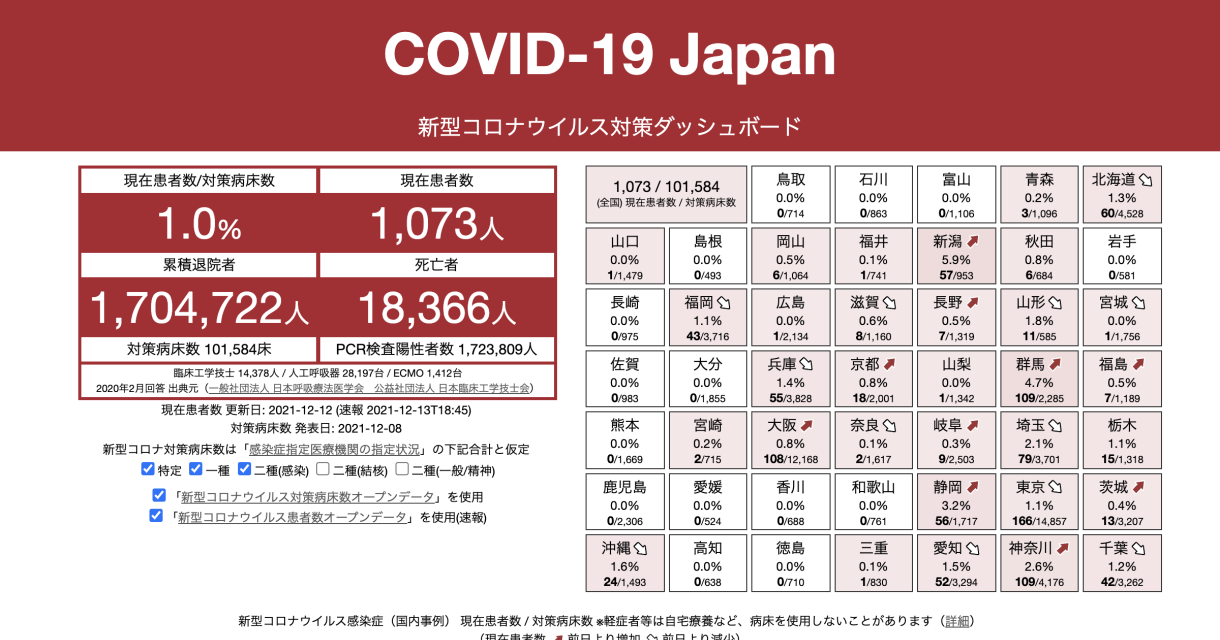 COVID-19 Japan
新型コロナウイルス対策ダッシュボード
現在患者数/対策病床数
現在患者数
1.0%
1,073人
累積退院者
死亡者
1,704,722人
18,366人
対策病床数 101,584床
PCR検査陽性者数 1,723,809人
臨床工学技士 14,378人 / 人工呼吸器 28,197台 / ECMO 1,412台
2020年2月回答 出典元（一般社団法人 日本呼吸療法医学会　公益社団法人 日本臨床工学技士会）
現在患者数 更新日: 2021-12-12 (速報 2021-12-13T18:45)
対策病床数 発表日: 2021-12-08
新型コロナ対策病床数は「感染症指定医療機関の指定状況」の下記合計と仮定
特定 一種 二種(感染) 二種(結核) 二種(一般/精神)
「新型コロナウイルス対策病床数オープンデータ」を使用
「新型コロナウイルス患者数オープンデータ」を使用(速報)
1,073 / 101,584
(全国) 現在患者数 / 対策病床数
鳥取
0.0%
0/714
石川
0.0%
0/863
富山
0.0%
0/1,106
青森
0.2%
3/1,096
北海道
1.3%
60/4,528
山口
0.0%
1/1,479
島根
0.0%
0/493
岡山
0.5%
6/1,064
福井
0.1%
1/741
新潟
5.9%
57/953
秋田
0.8%
6/684
岩手
0.0%
0/581
長崎
0.0%
0/975
福岡
1.1%
43/3,716
広島
0.0%
1/2,134
滋賀
0.6%
8/1,160
長野
0.5%
7/1,319
山形
1.8%
11/585
宮城
0.0%
1/1,756
佐賀
0.0%
0/983
大分
0.0%
0/1,855
兵庫
1.4%
55/3,828
京都
0.8%
18/2,001
山梨
0.0%
1/1,342
群馬
4.7%
109/2,285
福島
0.5%
7/1,189
熊本
0.0%
0/1,669
宮崎
0.2%
2/715
大阪
0.8%
108/12,168
奈良
0.1%
2/1,617
岐阜
0.3%
9/2,503
埼玉
2.1%
79/3,701
栃木
1.1%
15/1,318
鹿児島
0.0%
0/2,306
愛媛
0.0%
0/524
香川
0.0%
0/688
和歌山
0.0%
0/761
静岡
3.2%
56/1,717
東京
1.1%
166/14,857
茨城
0.4%
13/3,207
沖縄
1.6%
24/1,493
高知
0.0%
0/638
徳島
0.0%
0/710
三重
0.1%
1/830
愛知
1.5%
52/3,294
神奈川
2.6%
109/4,176
千葉
1.2%
42/3,262
新型コロナウイルス感染症（国内事例） 現在患者数 / 対策病床数 ※軽症者等は自宅療養など、病床を使用しないことがあります（詳細）
（現在患者数 前日より増加 前日より減少）